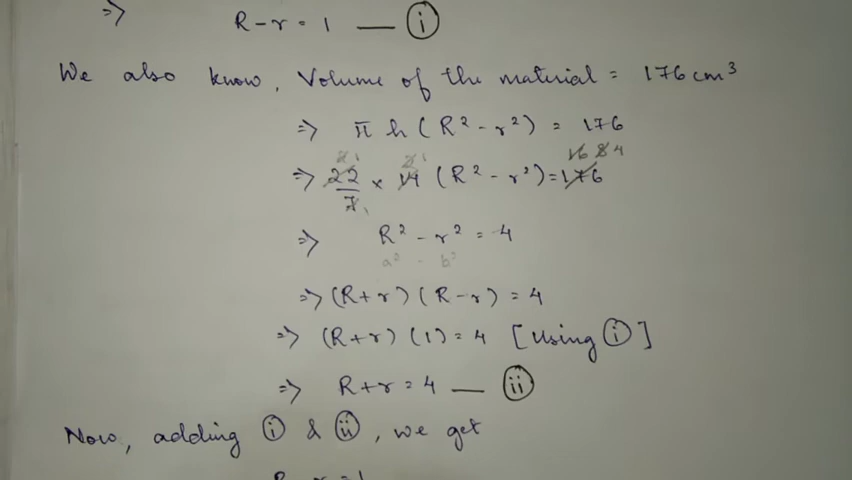 => R-r = 1 — (i)
We also know, Volume of the material = 176 cm³
=> π h (R² - r²) = 176
=> 22/7 × 14 (R² - r²) = 176
=> R² - r² = 4
a² - b²
=> (R+r) (R-r) = 4
=> (R+r) (1) = 4 [Using (i)]
=> R+r = 4 — (ii)
Now, adding (i) & (ii), we get